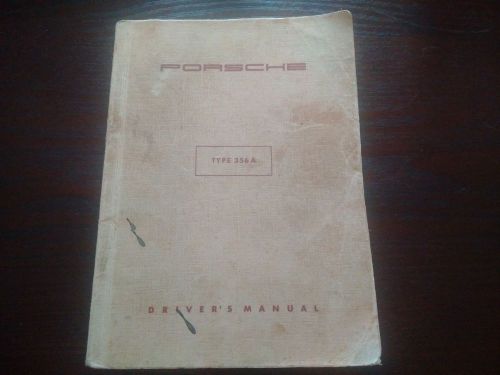 PORSCHE
TYPE 356 A
DRIVER'S MANUAL